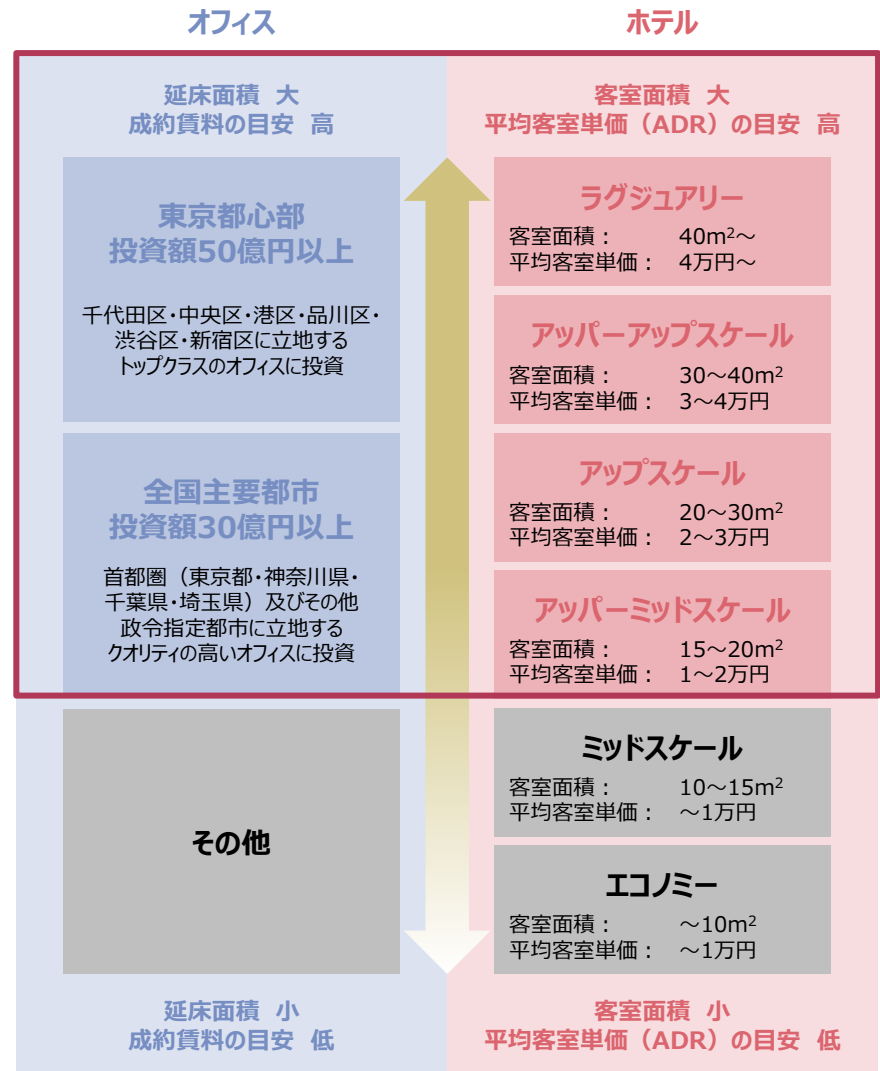 オフィス
延床面積 大
成約賃料の目安 高
東京都心部
投資額50億円以上
千代田区・中央区・港区・品川区・
渋谷区・新宿区に立地する
トップクラスのオフィスに投資
全国主要都市
投資額30億円以上
首都圏（東京都・神奈川県・
千葉県・埼玉県）及びその他
政令指定都市に立地する
クオリティの高いオフィスに投資
その他
延床面積 小
成約賃料の目安 低
ホテル
客室面積 大
平均客室単価（ADR）の目安 高
ラグジュアリー
客室面積： 40m²～
平均客室単価： 4万円～
アッパーアップスケール
客室面積： 30～40m²
平均客室単価： 3～4万円
アップスケール
客室面積： 20～30m²
平均客室単価： 2～3万円
アッパーミッドスケール
客室面積： 15～20m²
平均客室単価： 1～2万円
ミッドスケール
客室面積： 10～15m²
平均客室単価： ～1万円
エコノミー
客室面積： ～10m²
平均客室単価： ～1万円
客室面積 小
平均客室単価（ADR）の目安 低